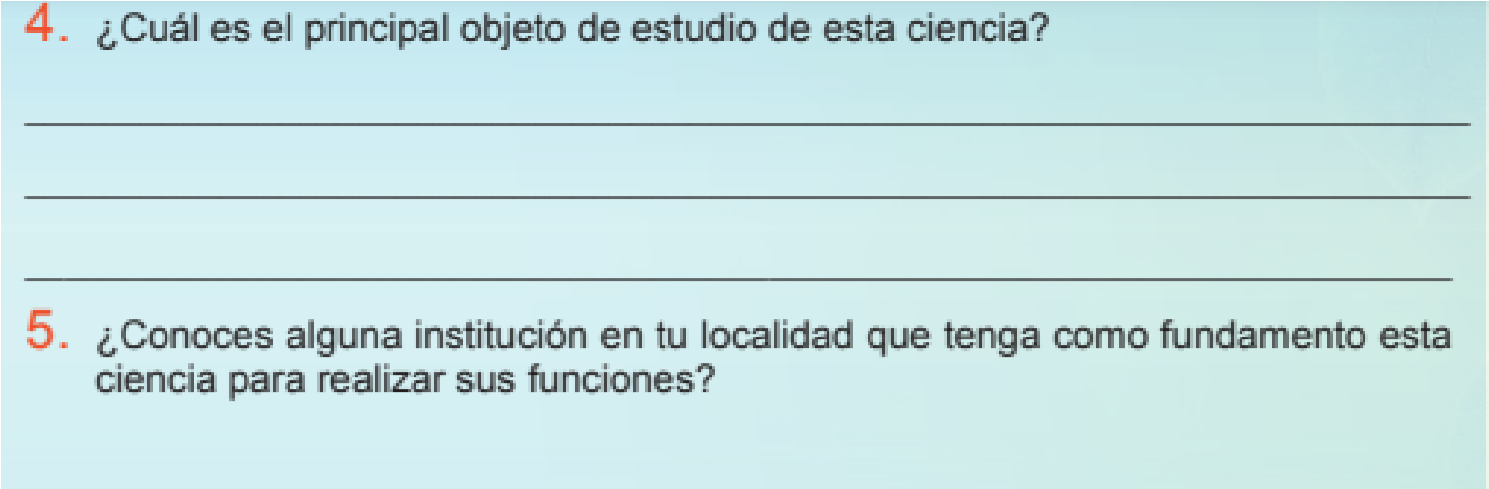 4. ¿Cuál es el principal objeto de estudio de esta ciencia?
5. ¿Conoces alguna institución en tu localidad que tenga como fundamento esta
ciencia para realizar sus funciones?